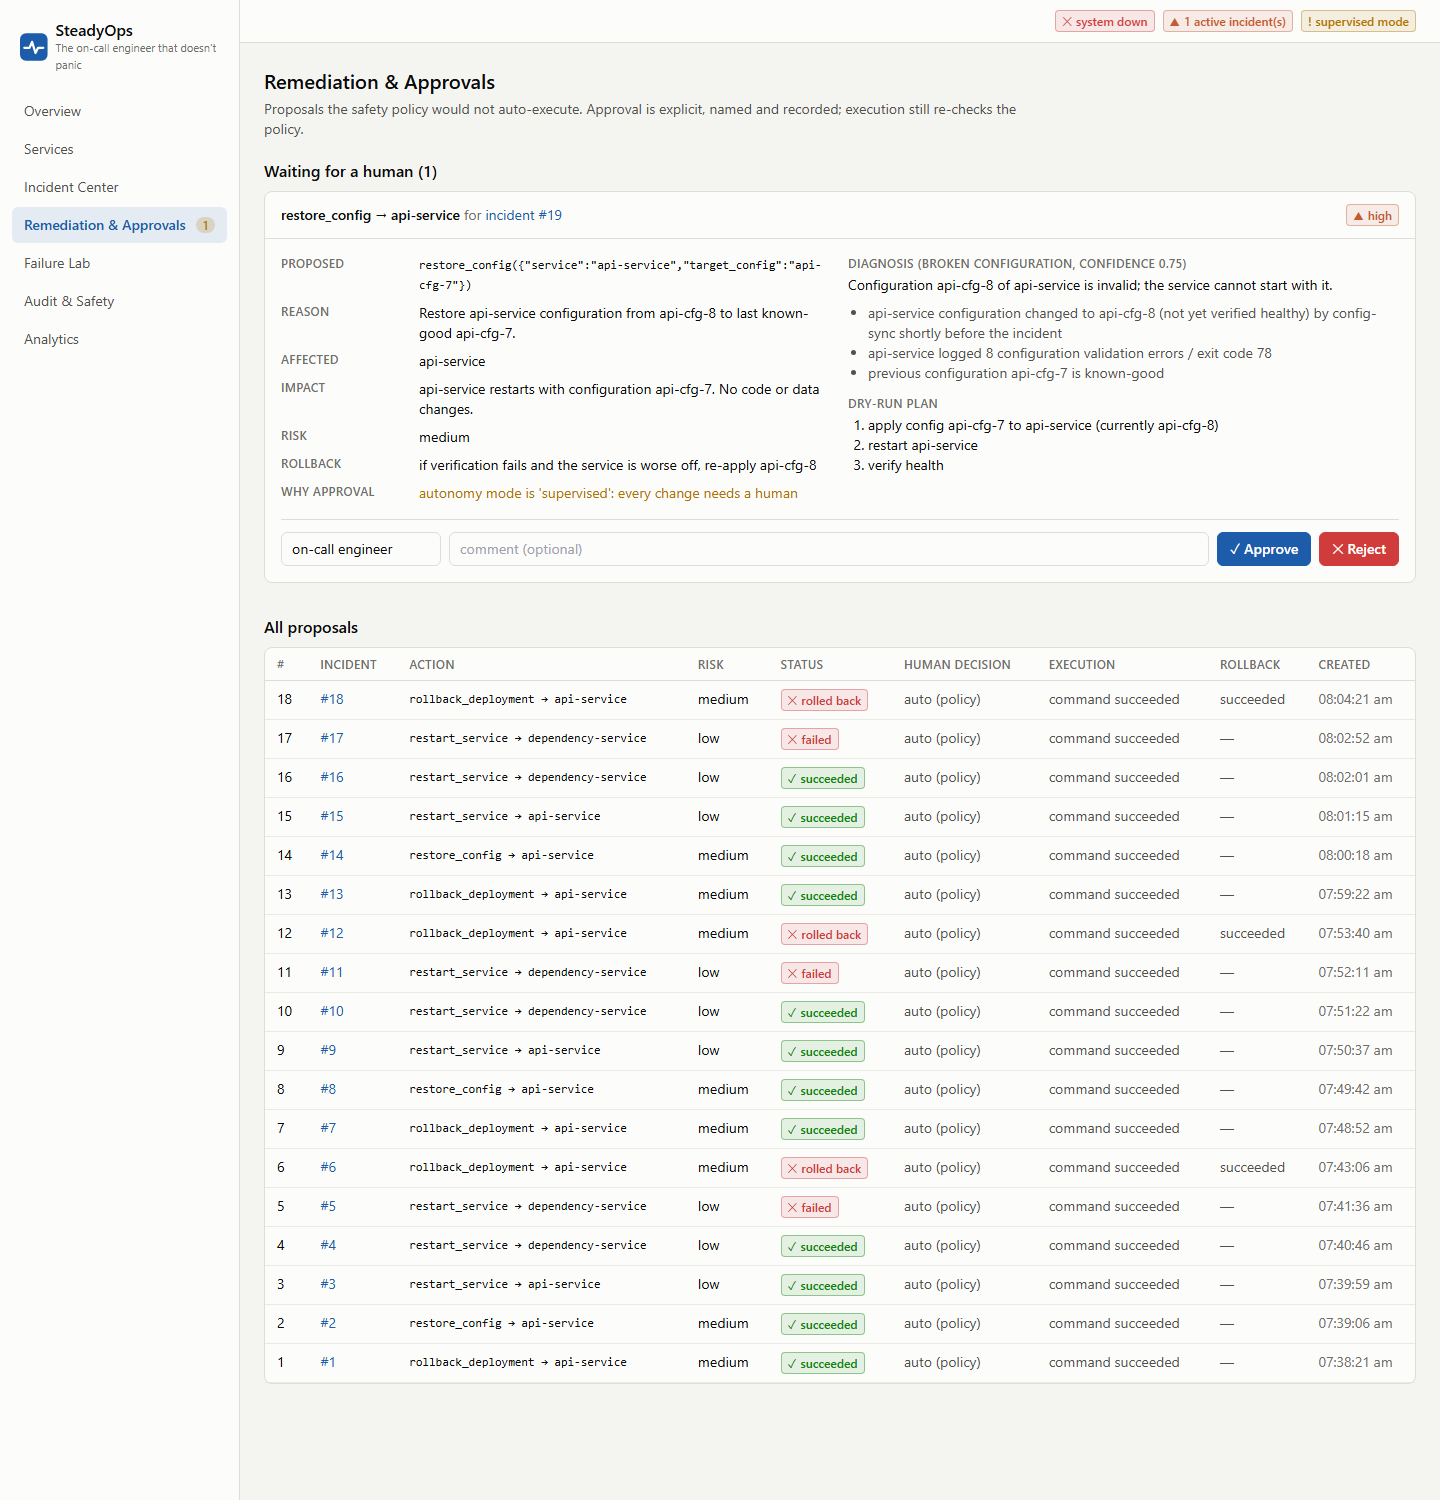 SteadyOps
The on-call engineer that doesn't
panic
Overview
Services
Incident Center
Remediation & Approvals 1
Failure Lab
Audit & Safety
Analytics
✕ system down ▲ 1 active incident(s) ! supervised mode
Remediation & Approvals
Proposals the safety policy would not auto-execute. Approval is explicit, named and recorded; execution still re-checks the
policy.
Waiting for a human (1)
restore_config → api-service for incident #19 ▲ high
PROPOSED restore_config({"service":"api-service","target_config":"api-
cfg-7"})
REASON Restore api-service configuration from api-cfg-8 to last known-
good api-cfg-7.
AFFECTED api-service
IMPACT api-service restarts with configuration api-cfg-7. No code or data
changes.
RISK medium
ROLLBACK if verification fails and the service is worse off, re-apply api-cfg-8
WHY APPROVAL autonomy mode is 'supervised': every change needs a human
DIAGNOSIS (BROKEN CONFIGURATION, CONFIDENCE 0.75)
Configuration api-cfg-8 of api-service is invalid; the service cannot start with it.
• api-service configuration changed to api-cfg-8 (not yet verified healthy) by config-
sync shortly before the incident
• api-service logged 8 configuration validation errors / exit code 78
• previous configuration api-cfg-7 is known-good
DRY-RUN PLAN
1. apply config api-cfg-7 to api-service (currently api-cfg-8)
2. restart api-service
3. verify health
on-call engineer comment (optional) ✓ Approve ✕ Reject
All proposals
# INCIDENT ACTION RISK STATUS HUMAN DECISION EXECUTION ROLLBACK CREATED
18 #18 rollback_deployment → api-service medium ✕ rolled back auto (policy) command succeeded succeeded 08:04:21 am
17 #17 restart_service → dependency-service low ✕ failed auto (policy) command succeeded — 08:02:52 am
16 #16 restart_service → dependency-service low ✓ succeeded auto (policy) command succeeded — 08:02:01 am
15 #15 restart_service → api-service low ✓ succeeded auto (policy) command succeeded — 08:01:15 am
14 #14 restore_config → api-service medium ✓ succeeded auto (policy) command succeeded — 08:00:18 am
13 #13 rollback_deployment → api-service medium ✓ succeeded auto (policy) command succeeded — 07:59:22 am
12 #12 rollback_deployment → api-service medium ✕ rolled back auto (policy) command succeeded succeeded 07:53:40 am
11 #11 restart_service → dependency-service low ✕ failed auto (policy) command succeeded — 07:52:11 am
10 #10 restart_service → dependency-service low ✓ succeeded auto (policy) command succeeded — 07:51:22 am
9 #9 restart_service → api-service low ✓ succeeded auto (policy) command succeeded — 07:50:37 am
8 #8 restore_config → api-service medium ✓ succeeded auto (policy) command succeeded — 07:49:42 am
7 #7 rollback_deployment → api-service medium ✓ succeeded auto (policy) command succeeded — 07:48:52 am
6 #6 rollback_deployment → api-service medium ✕ rolled back auto (policy) command succeeded succeeded 07:43:06 am
5 #5 restart_service → dependency-service low ✕ failed auto (policy) command succeeded — 07:41:36 am
4 #4 restart_service → dependency-service low ✓ succeeded auto (policy) command succeeded — 07:40:46 am
3 #3 restart_service → api-service low ✓ succeeded auto (policy) command succeeded — 07:39:59 am
2 #2 restore_config → api-service medium ✓ succeeded auto (policy) command succeeded — 07:39:06 am
1 #1 rollback_deployment → api-service medium ✓ succeeded auto (policy) command succeeded — 07:38:21 am